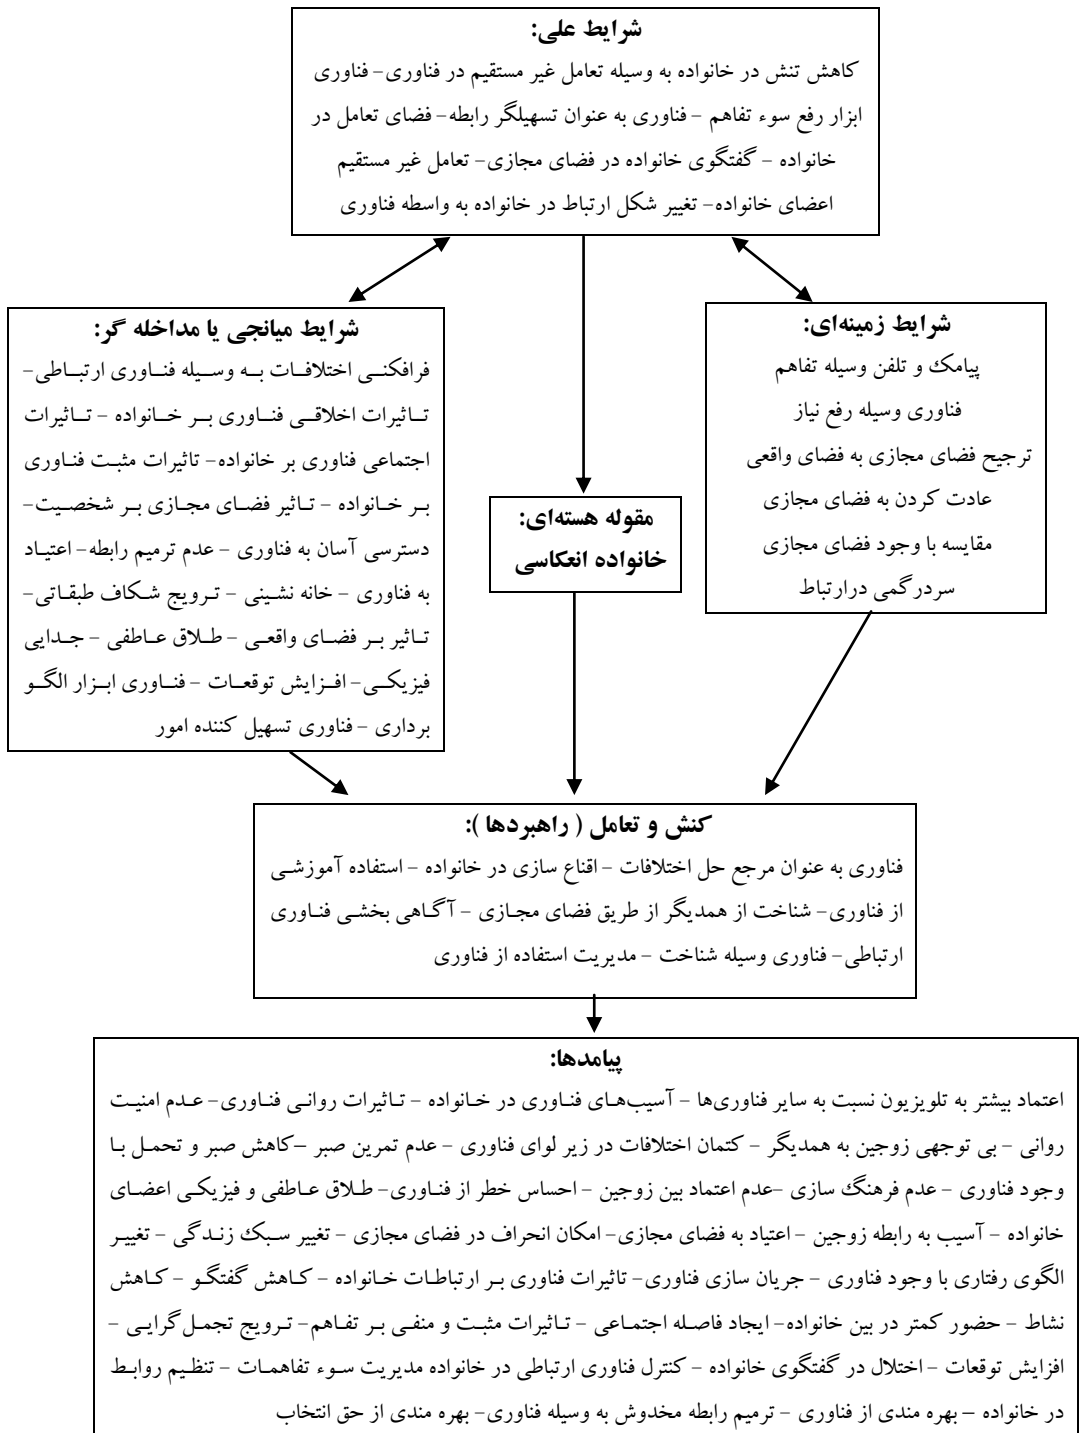 شرایط علی:
کاهش تنش در خانواده به وسیله تعامل غیر مستقیم در فناوری- فناوری
ابزار رفع سوء تفاهم - فناوری به عنوان تسهیلگر رابطه- فضای تعامل در
خانواده - گفتگوی خانواده در فضای مجازی- تعامل غیر مستقیم
اعضای خانواده- تغییر شکل ارتباط در خانواده به واسطه فناوری
شرایط زمینه‌ای:
پیامک و تلفن وسیله تفاهم
فناوری وسیله رفع نیاز
ترجیح فضای مجازی به فضای واقعی
عادت کردن به فضای مجازی
مقایسه با وجود فضای مجازی
سردرگمی درارتباط
مقوله هسته‌ای:
خانواده انعکاسی
شرایط میانجی یا مداخله گر:
فرافکنی اختلافات به وسیله فناوری ارتباطی-
تاثیرات اخلاقی فناوری بر خانواده - تاثیرات
اجتماعی فناوری بر خانواده- تاثیرات مثبت فناوری
بر خانواده - تاثیر فضای مجازی بر شخصیت-
دسترسی آسان به فناوری - عدم ترمیم رابطه- اعتیاد
به فناوری - خانه نشینی - ترویج شکاف طبقاتی-
تاثیر بر فضای واقعی - طلاق عاطفی - جدایی
فیزیکی- افزایش توقعات - فناوری ابزار الگو
برداری - فناوری تسهیل کننده امور
کنش و تعامل ( راهبردها ):
فناوری به عنوان مرجع حل اختلافات - اقناع سازی در خانواده - استفاده آموزشی
از فناوری- شناخت از همدیگر از طریق فضای مجازی - آگاهی بخشی فناوری
ارتباطی- فناوری وسیله شناخت - مدیریت استفاده از فناوری
پیامدها:
اعتماد بیشتر به تلویزیون نسبت به سایر فناوری‌ها - آسیب‌های فناوری در خانواده - تاثیرات روانی فناوری- عدم امنیت
روانی - بی توجهی زوجین به همدیگر - کتمان اختلافات در زیر لوای فناوری - عدم تمرین صبر –کاهش صبر و تحمل با
وجود فناوری - عدم فرهنگ سازی -عدم اعتماد بین زوجین - احساس خطر از فناوری- طلاق عاطفی و فیزیکی اعضای
خانواده - آسیب به رابطه زوجین - اعتیاد به فضای مجازی- امکان انحراف در فضای مجازی - تغییر سبک زندگی - تغییر
الگوی رفتاری با وجود فناوری - جریان سازی فناوری- تاثیرات فناوری بر ارتباطات خانواده - کاهش گفتگو - کاهش
نشاط - حضور کمتر در بین خانواده- ایجاد فاصله اجتماعی - تاثیرات مثبت و منفی بر تفاهم- ترویج تجمل گرایی -
افزایش توقعات - اختلال در گفتگوی خانواده - کنترل فناوری ارتباطی در خانواده مدیریت سوء تفاهمات - تنظیم روابط
در خانواده – بهره مندی از فناوری - ترمیم رابطه مخدوش به وسیله فناوری- بهره مندی از حق انتخاب